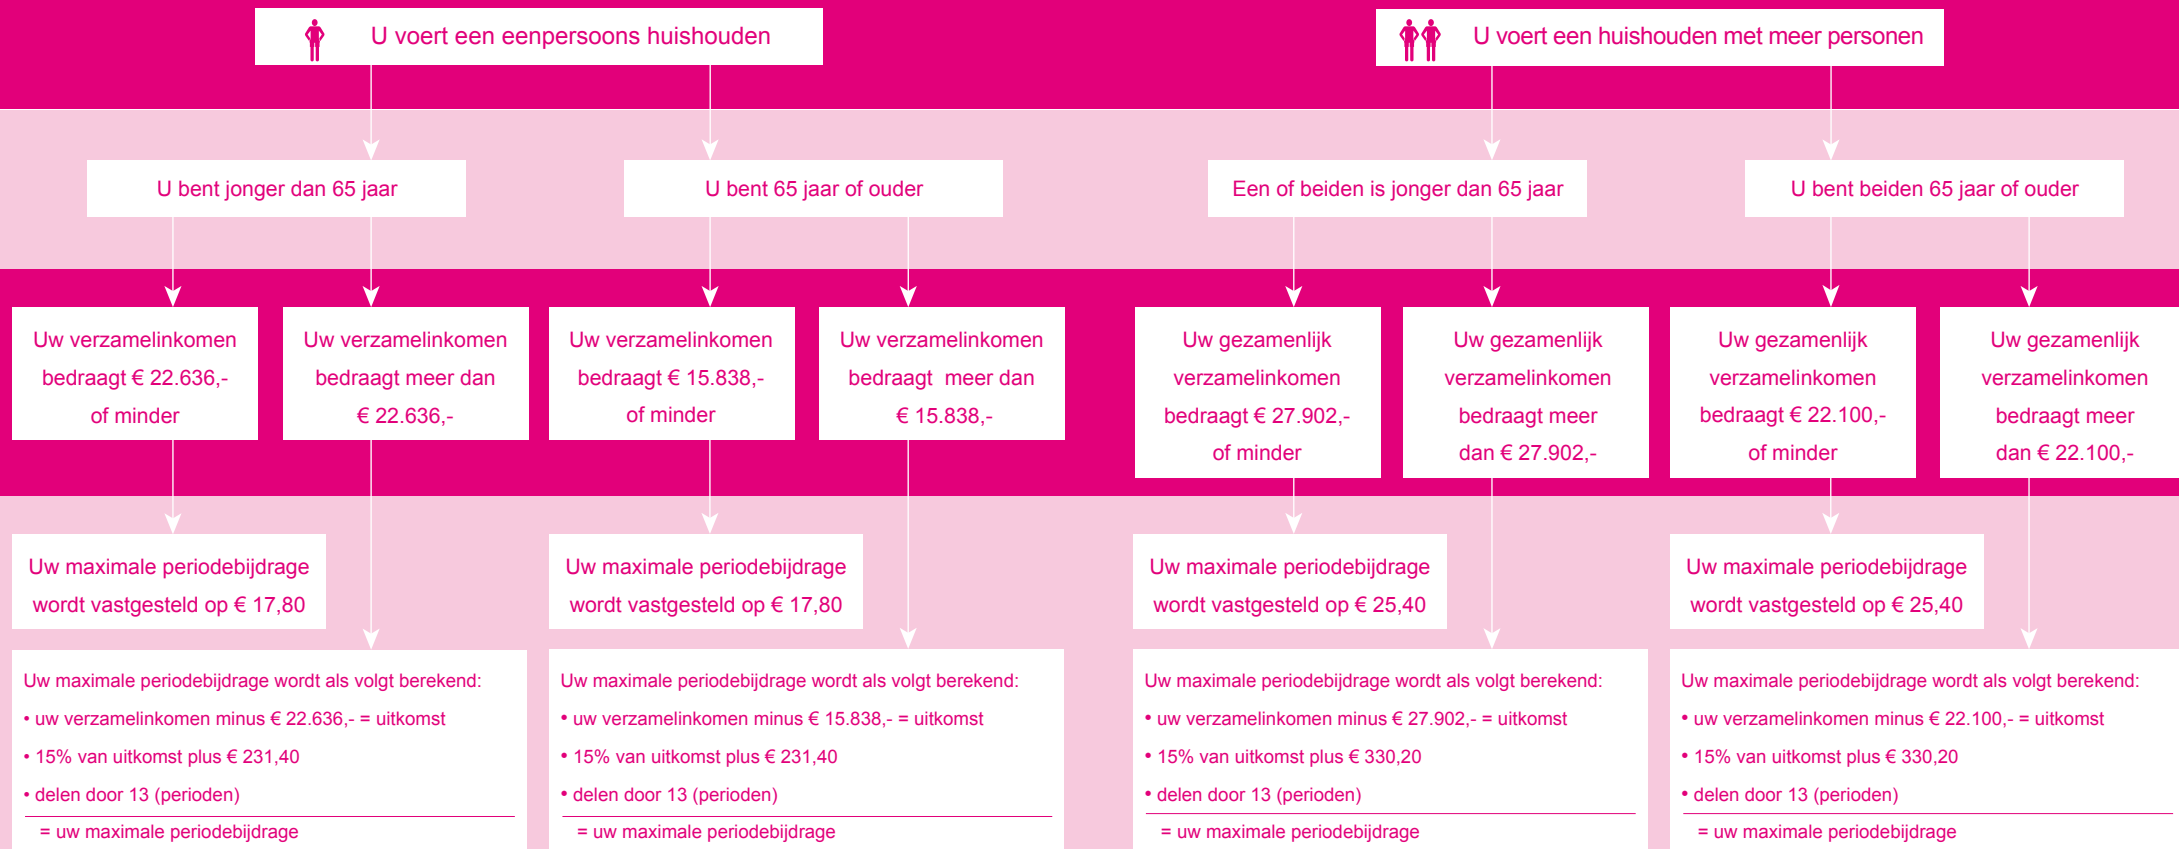 U voert een eenpersoons huishouden
U voert een huishouden met meer personen
U bent jonger dan 65 jaar
U bent 65 jaar of ouder
Een of beiden is jonger dan 65 jaar
U bent beiden 65 jaar of ouder
Uw verzamelinkomen
bedraagt € 22.636,-
of minder
Uw verzamelinkomen
bedraagt meer dan
€ 22.636,-
Uw verzamelinkomen
bedraagt € 15.838,-
of minder
Uw verzamelinkomen
bedraagt meer dan
€ 15.838,-
Uw gezamenlijk
verzamelinkomen
bedraagt € 27.902,-
of minder
Uw gezamenlijk
verzamelinkomen
bedraagt meer
dan € 27.902,-
Uw gezamenlijk
verzamelinkomen
bedraagt € 22.100,-
of minder
Uw gezamenlijk
verzamelinkomen
bedraagt meer
dan € 22.100,-
Uw maximale periodebijdrage
wordt vastgesteld op € 17,80
Uw maximale periodebijdrage
wordt vastgesteld op € 17,80
Uw maximale periodebijdrage
wordt vastgesteld op € 25,40
Uw maximale periodebijdrage
wordt vastgesteld op € 25,40
Uw maximale periodebijdrage wordt als volgt berekend:
• uw verzamelinkomen minus € 22.636,- = uitkomst
• 15% van uitkomst plus € 231,40
• delen door 13 (perioden)
= uw maximale periodebijdrage
Uw maximale periodebijdrage wordt als volgt berekend:
• uw verzamelinkomen minus € 15.838,- = uitkomst
• 15% van uitkomst plus € 231,40
• delen door 13 (perioden)
= uw maximale periodebijdrage
Uw maximale periodebijdrage wordt als volgt berekend:
• uw verzamelinkomen minus € 27.902,- = uitkomst
• 15% van uitkomst plus € 330,20
• delen door 13 (perioden)
= uw maximale periodebijdrage
Uw maximale periodebijdrage wordt als volgt berekend:
• uw verzamelinkomen minus € 22.100,- = uitkomst
• 15% van uitkomst plus € 330,20
• delen door 13 (perioden)
= uw maximale periodebijdrage